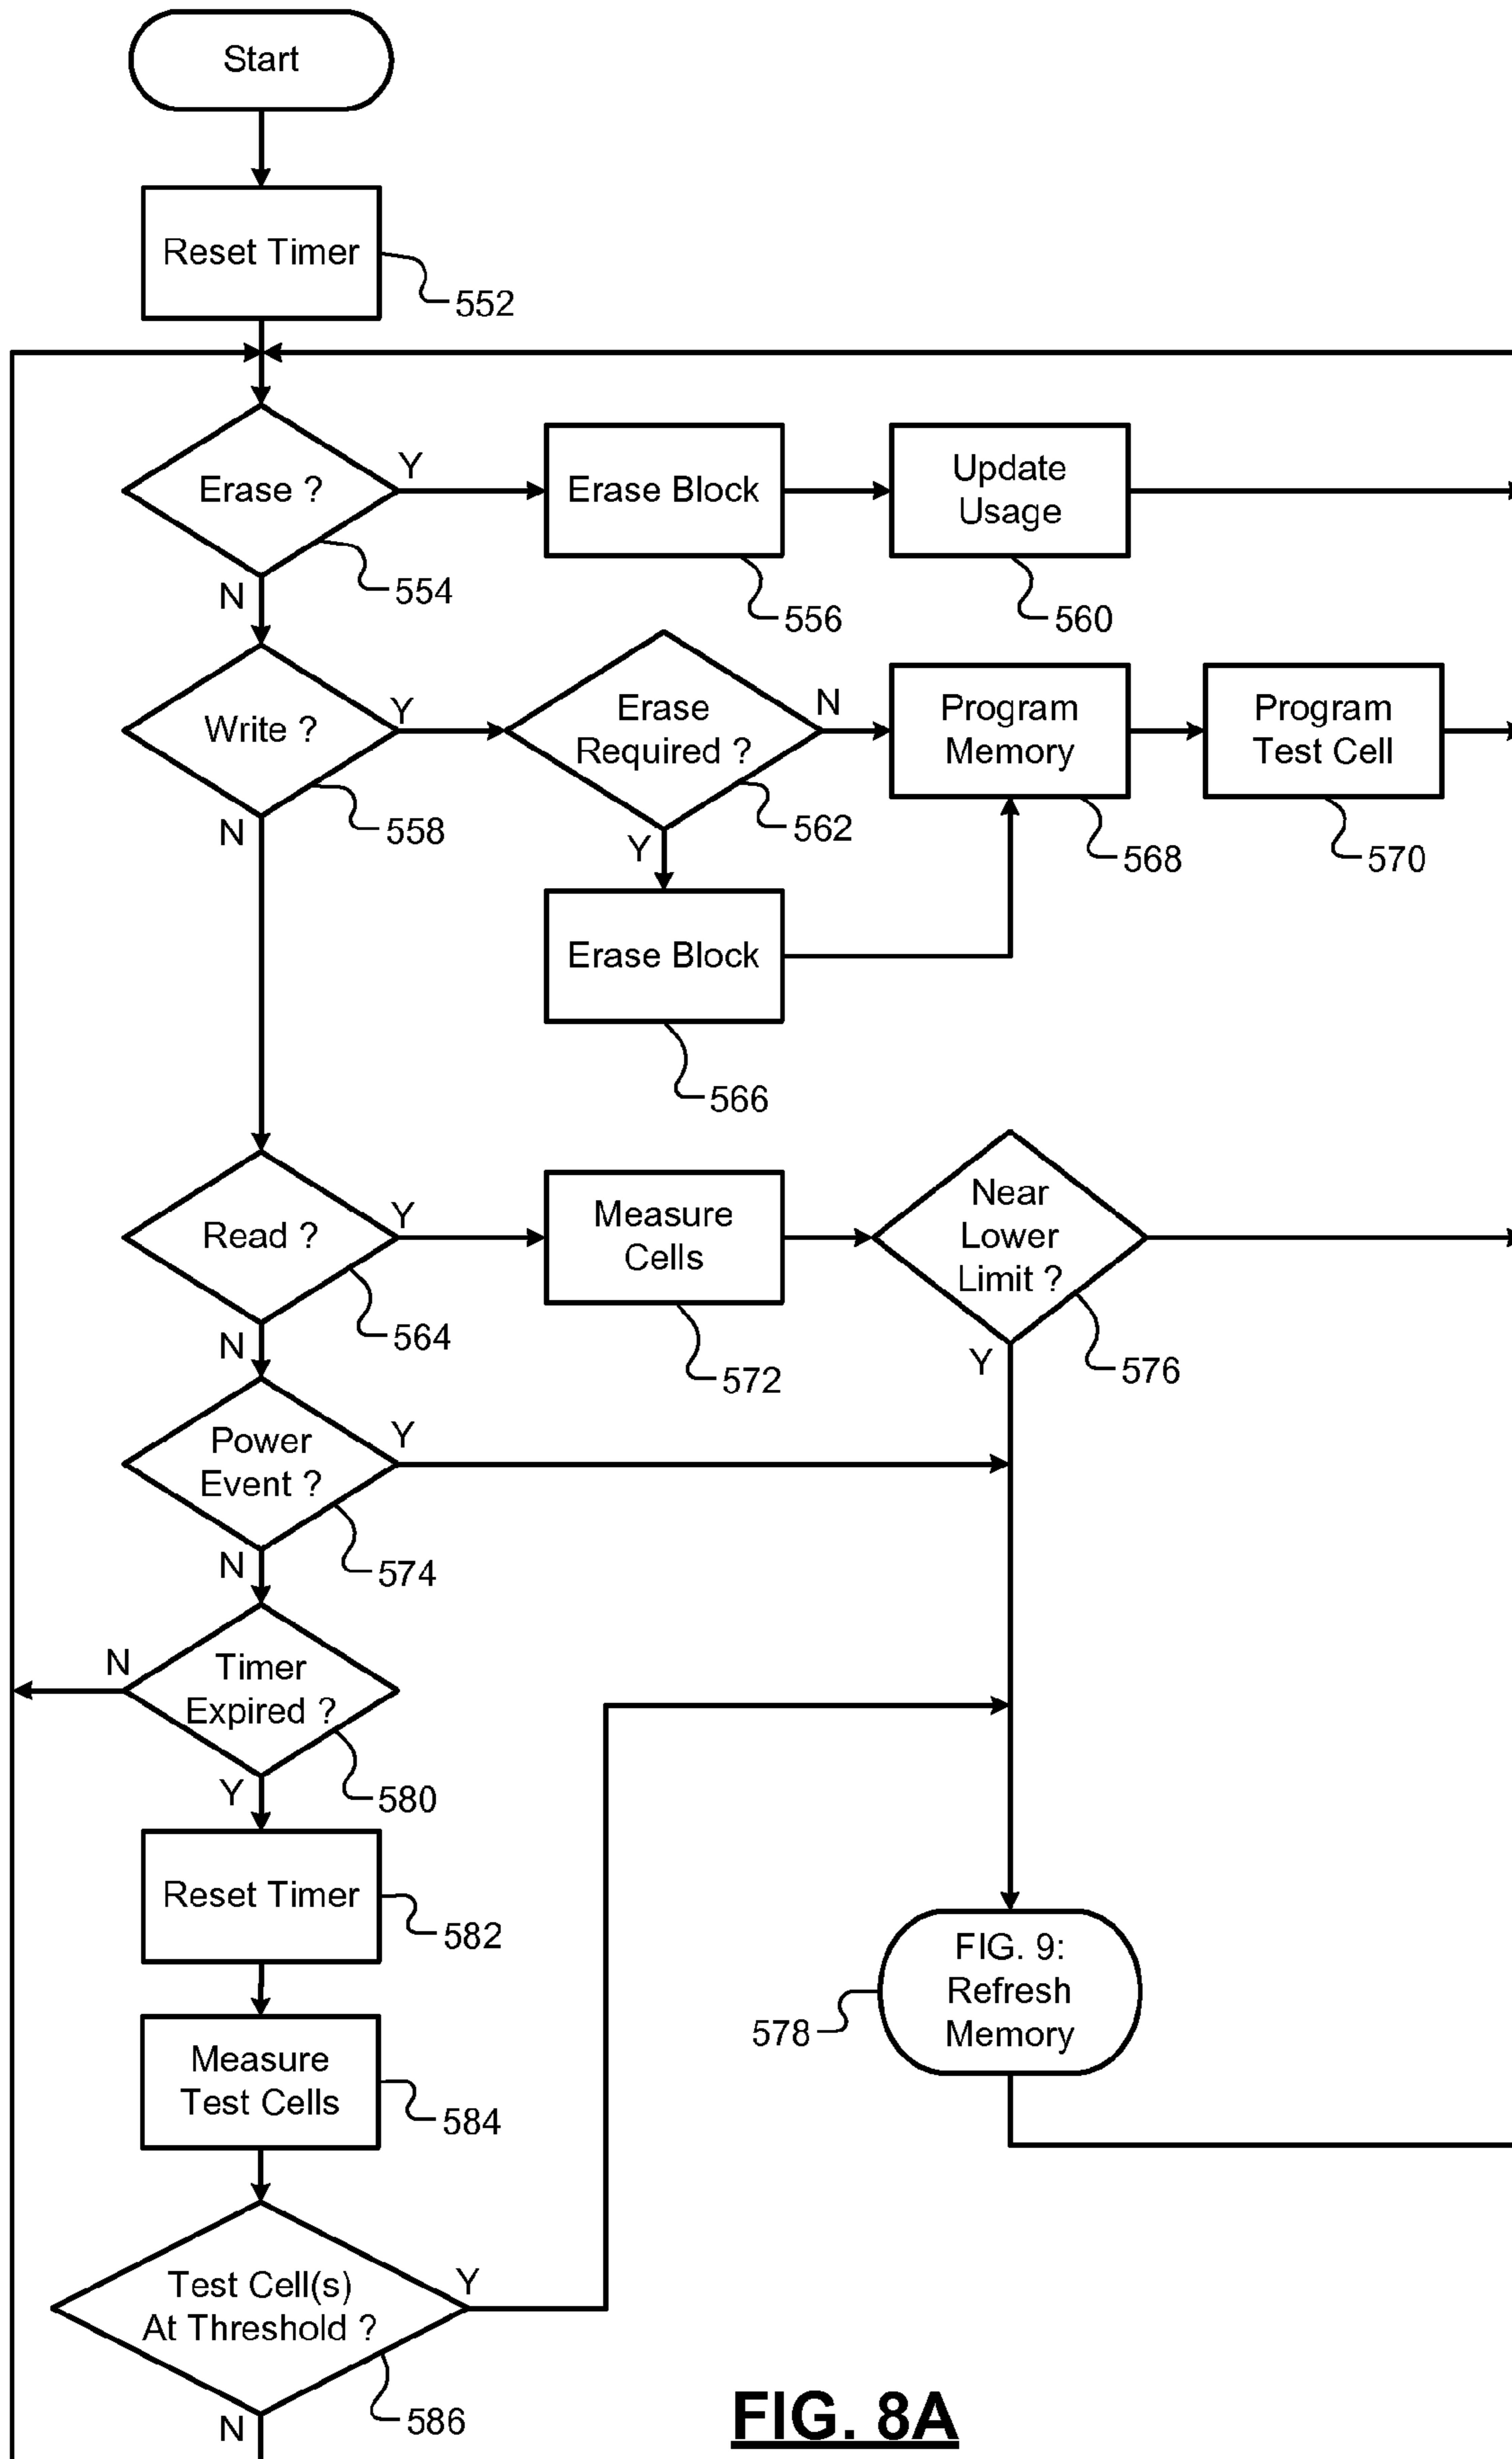 Start
Reset Timer
552
Erase ?
Y
N
554
Erase Block
556
Update
Usage
560
Write ?
Y
N
558
Erase
Required ?
N
Y
562
Program
Memory
568
Program
Test Cell
570
Erase Block
566
Read ?
Y
N
564
Measure
Cells
572
Near
Lower
Limit ?
Y
576
Power
Event ?
Y
N
574
Timer
Expired ?
N
Y
580
Reset Timer
582
FIG. 9:
Refresh
Memory
578
Measure
Test Cells
584
Test Cell(s)
At Threshold ?
Y
N
586
FIG. 8A